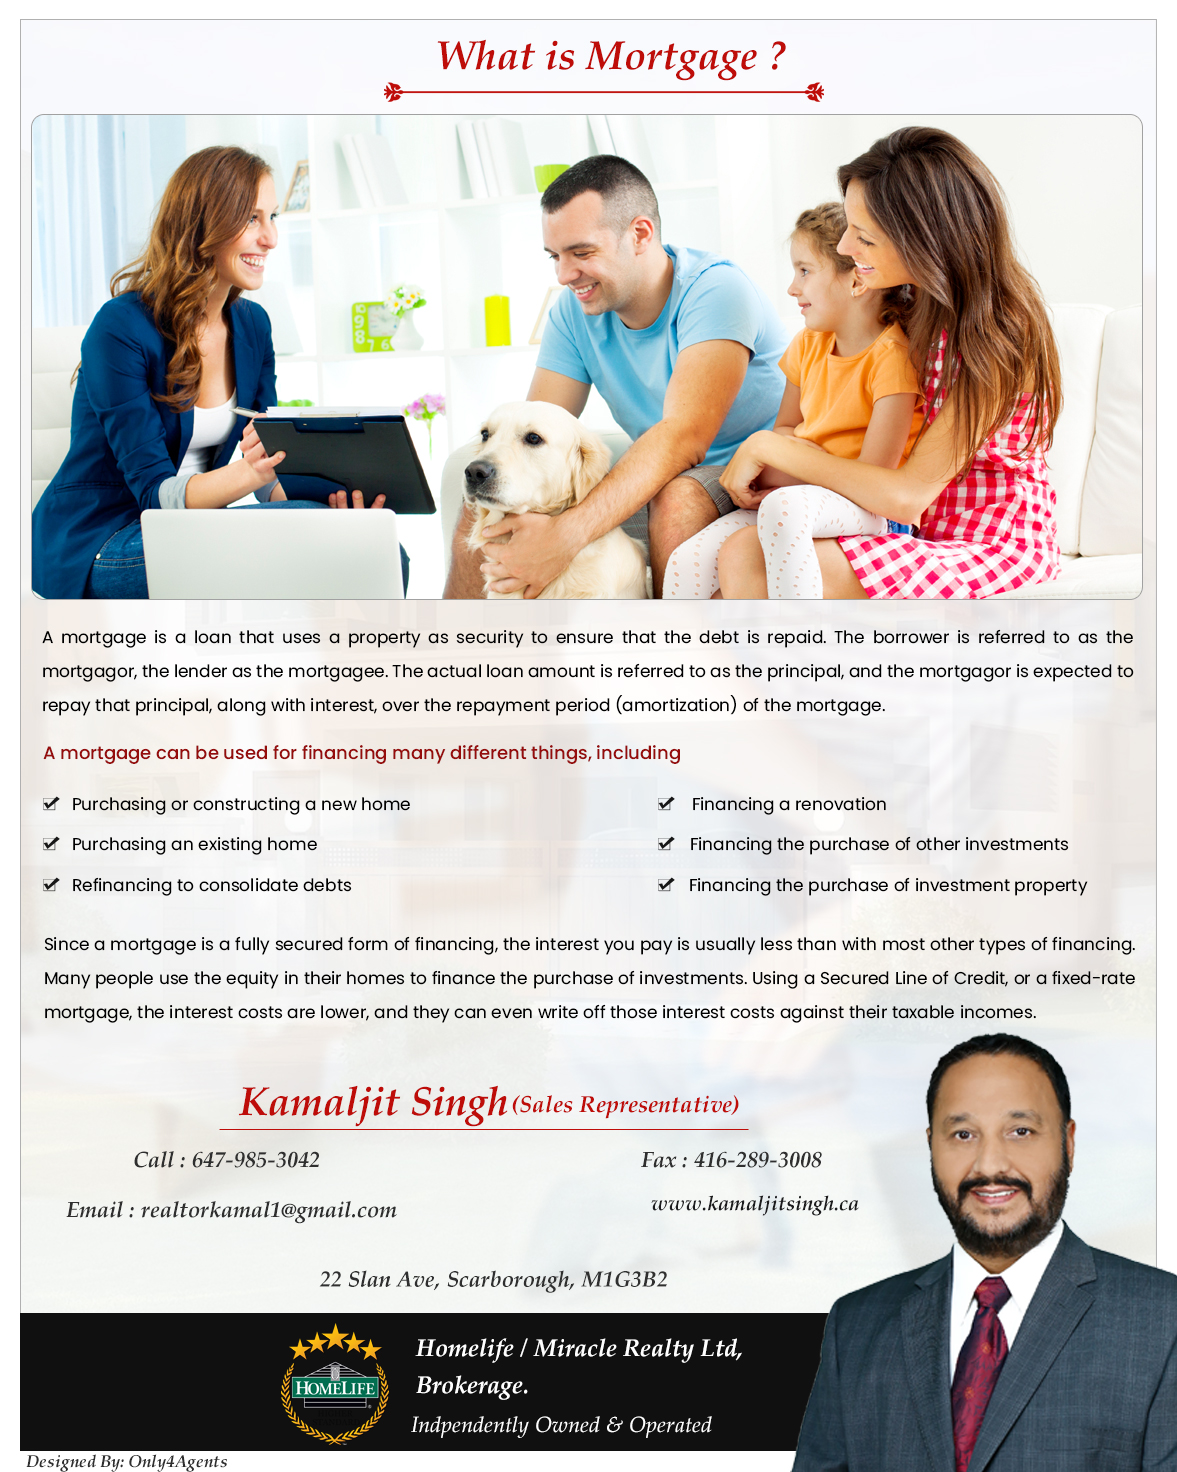 What is Mortgage ?
A mortgage is a loan that uses a property as security to ensure that the debt is repaid. The borrower is referred to as the
mortgagor, the lender as the mortgagee. The actual loan amount is referred to as the principal, and the mortgagor is expected to
repay that principal, along with interest, over the repayment period (amortization) of the mortgage.
A mortgage can be used for financing many different things, including
Purchasing or constructing a new home
Purchasing an existing home
Refinancing to consolidate debts
Financing a renovation
Financing the purchase of other investments
Financing the purchase of investment property
Since a mortgage is a fully secured form of financing, the interest you pay is usually less than with most other types of financing.
Many people use the equity in their homes to finance the purchase of investments. Using a Secured Line of Credit, or a fixed-rate
mortgage, the interest costs are lower, and they can even write off those interest costs against their taxable incomes.
Kamaljit Singh (Sales Representative)
Call : 647-985-3042
Fax : 416-289-3008
Email : realtorkamal1@gmail.com
www.kamaljitsingh.ca
22 Slan Ave, Scarborough, M1G3B2
HOMELIFE
Homelife / Miracle Realty Ltd,
Brokerage.
Indpendently Owned & Operated
Designed By: Only4Agents